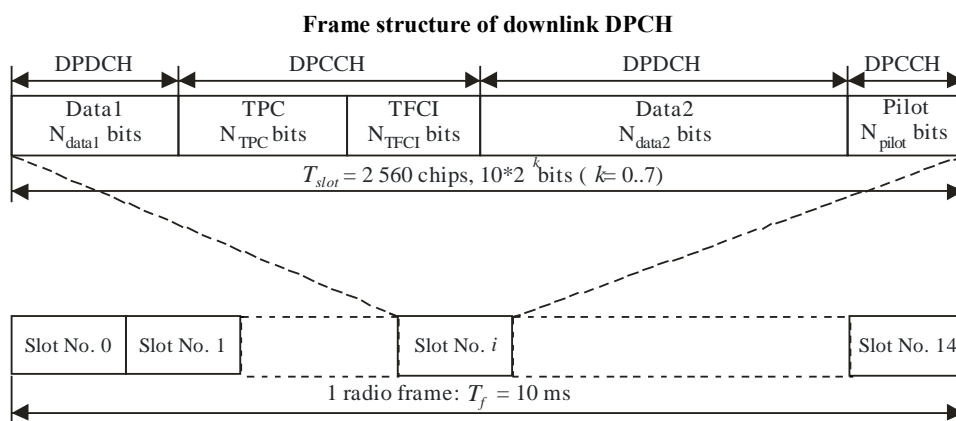 Frame structure of downlink DPCH
DPDCH DPCCH DPDCH DPCCH
Data1 TPC TFCI Data2 Pilot
N_data1 bits N_TPC bits N_TFCI bits N_data2 bits N_pilot bits
T_slot = 2 560 chips, 10*2^k bits ( k= 0..7)
Slot No. 0 Slot No. 1 Slot No. i Slot No. 14
1 radio frame: T_f = 10 ms